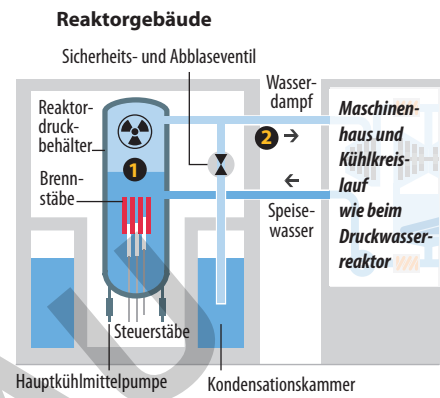 Reaktorgebäude
Sicherheits- und Abblaseventil
Wasser-
dampf
Reaktor-
druck-
behälter
1
2
Brenn-
stäbe
Speise-
wasser
Maschinen-
haus und
Kühlkreis-
lauf
wie beim
Druckwasser-
reaktor
Steuerstäbe
Hauptkühlmittelpumpe
Kondensationskammer